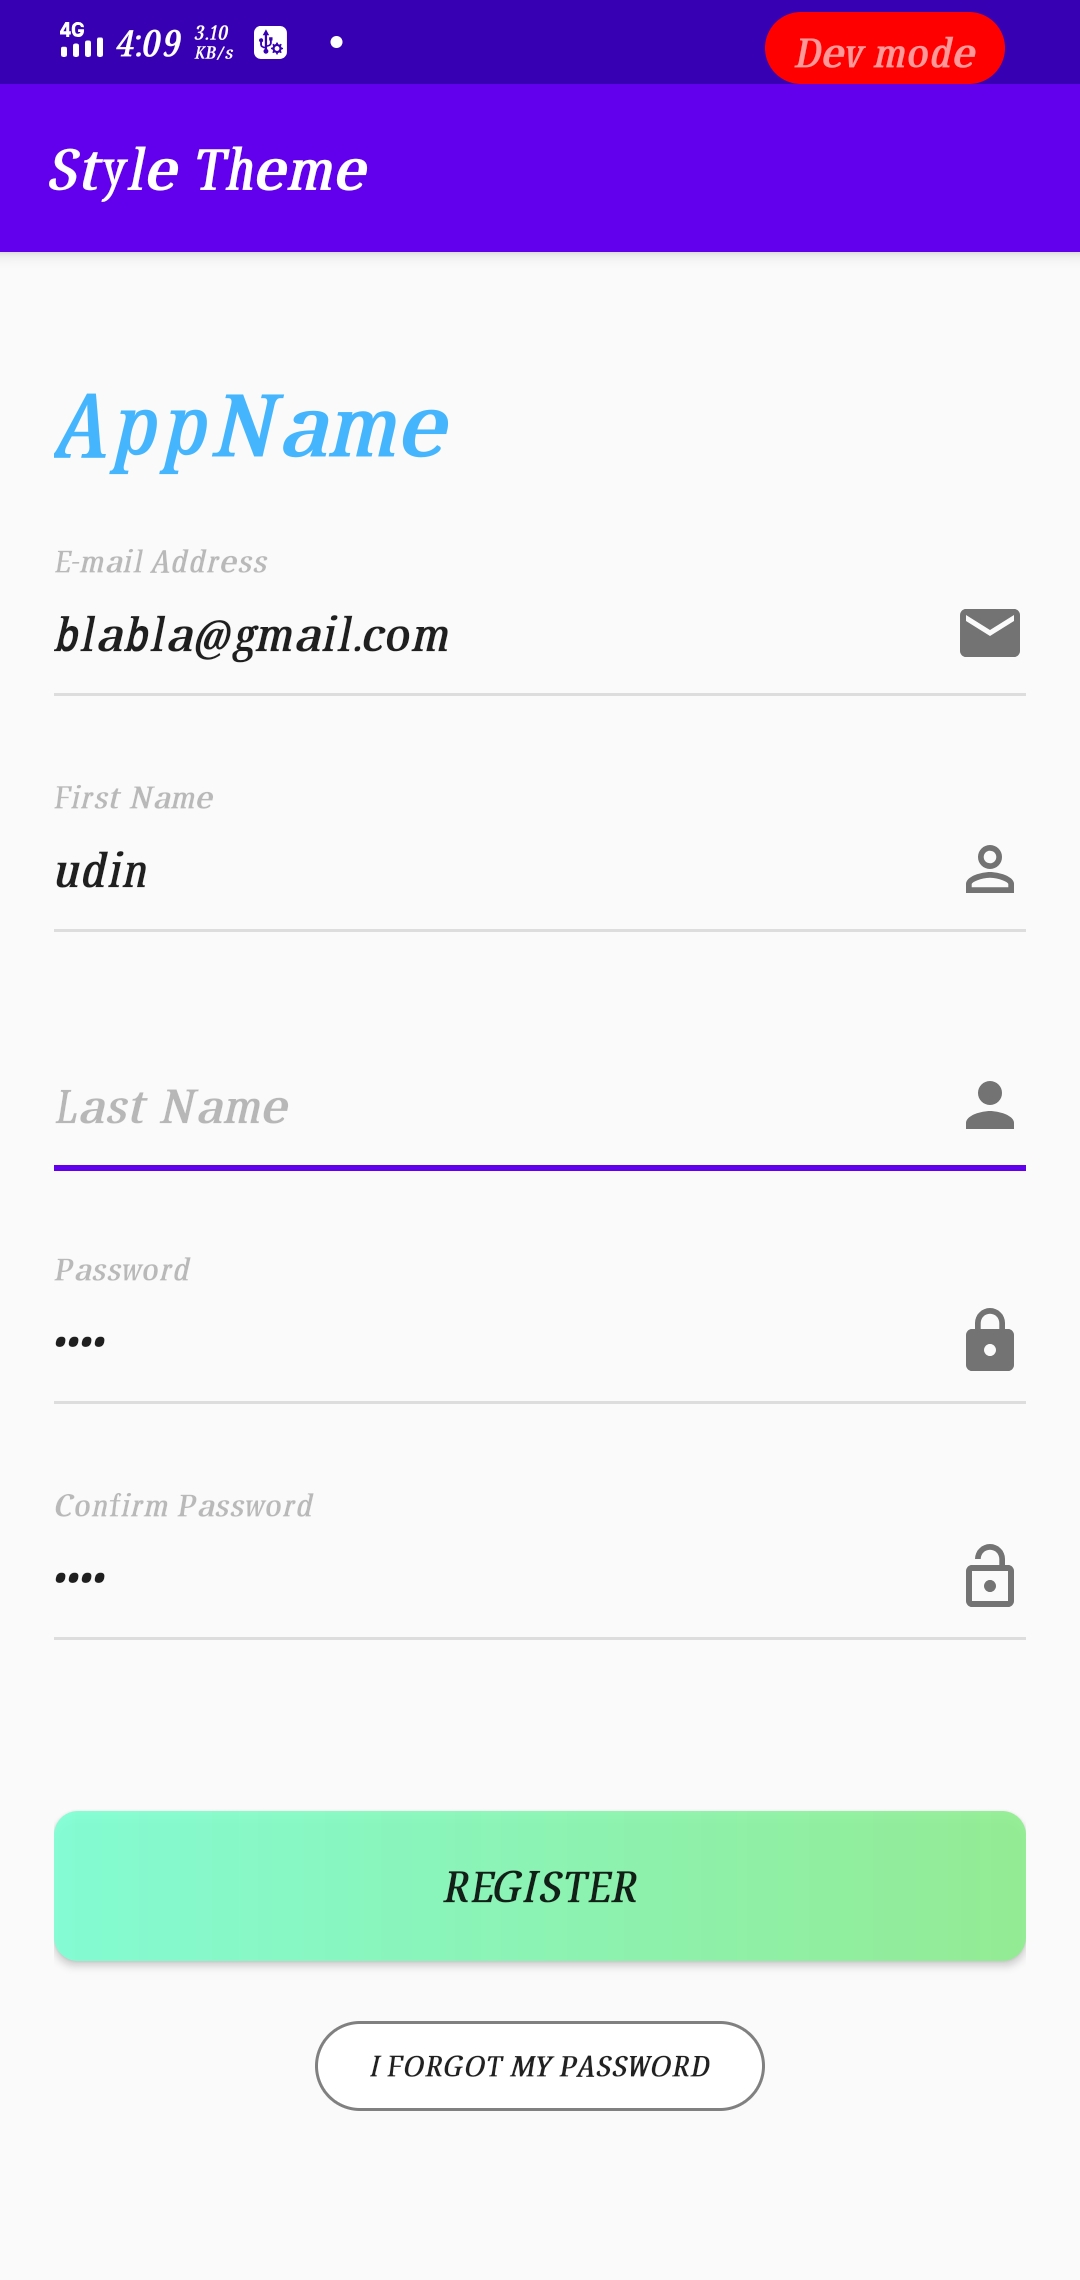 4G 4:09 3.10 KB/s Dev mode
Style Theme
AppName
E-mail Address
blabla@gmail.com
First Name
udin
Last Name
Password
••••
Confirm Password
••••
REGISTER
I FORGOT MY PASSWORD